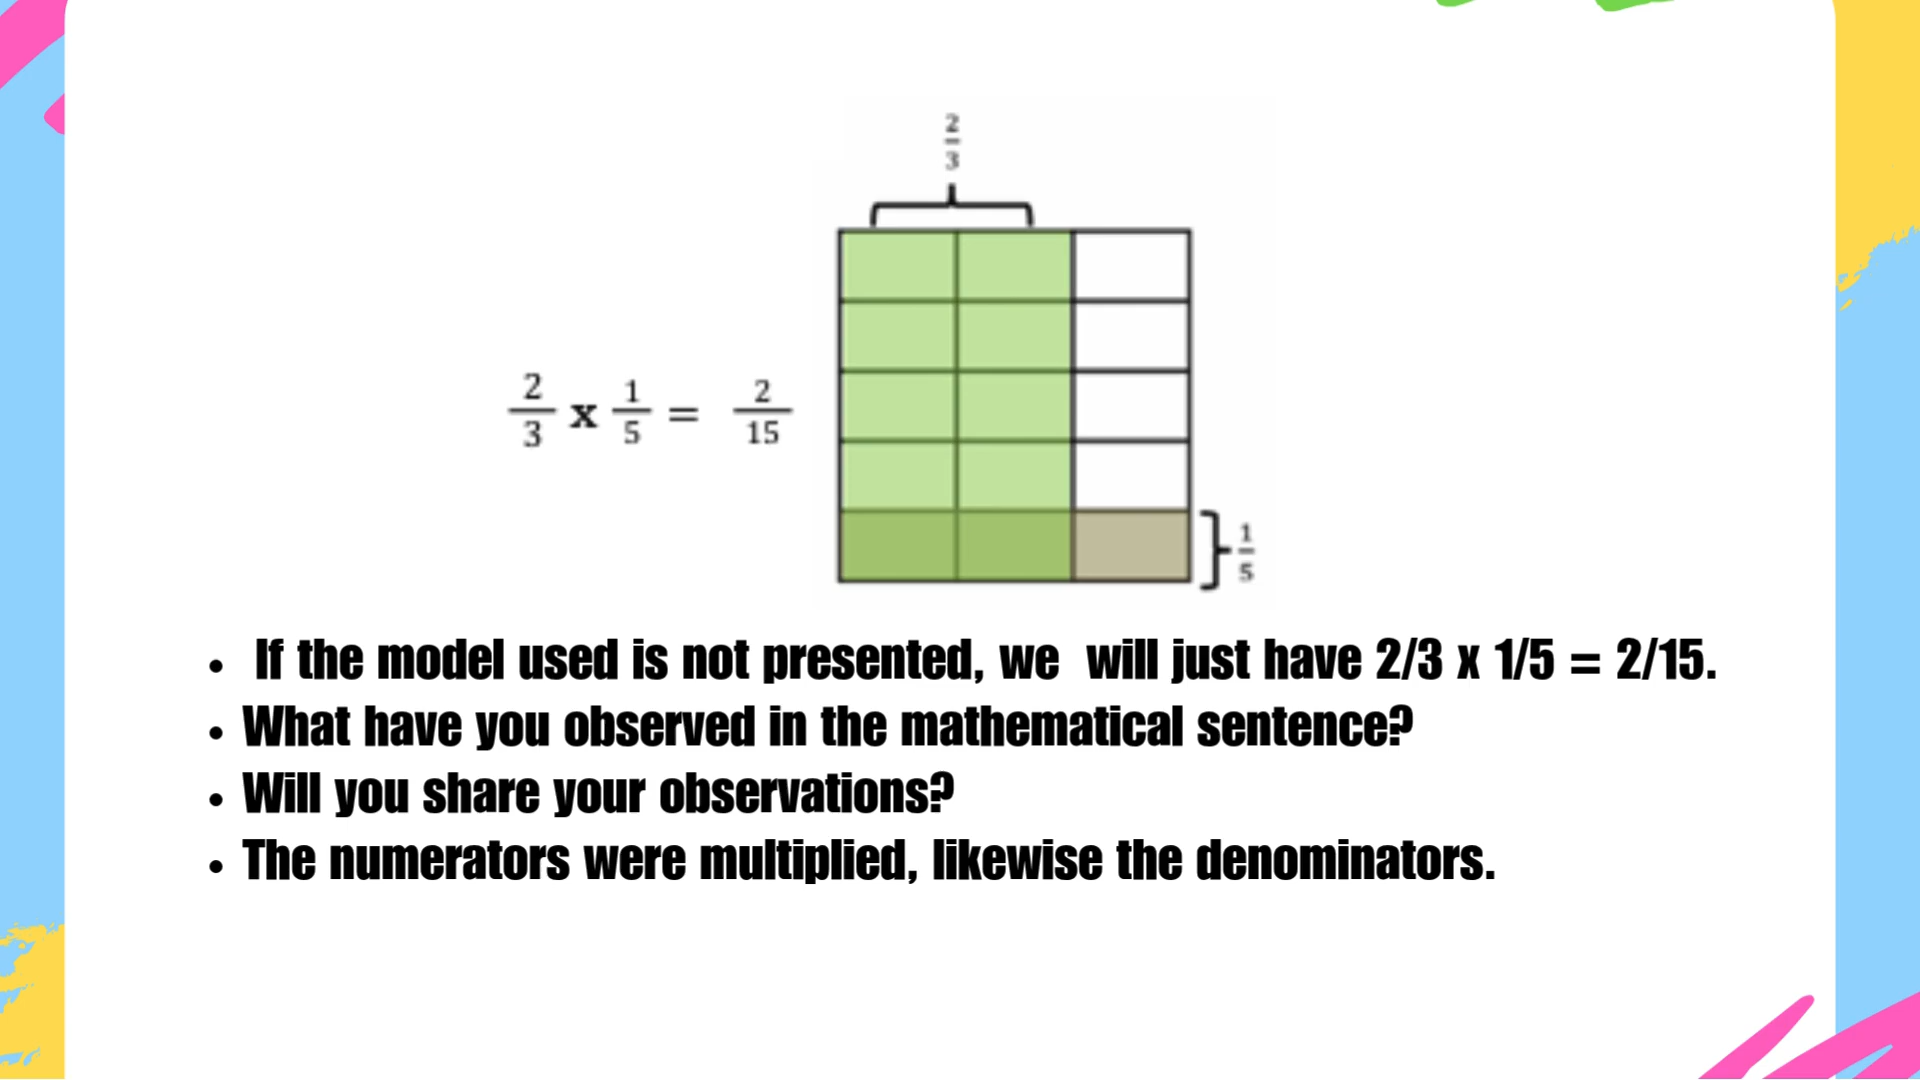 2/3
2/3 x 1/5 = 2/15
1/5
• If the model used is not presented, we will just have 2/3 x 1/5 = 2/15.
• What have you observed in the mathematical sentence?
• Will you share your observations?
• The numerators were multiplied, likewise the denominators.